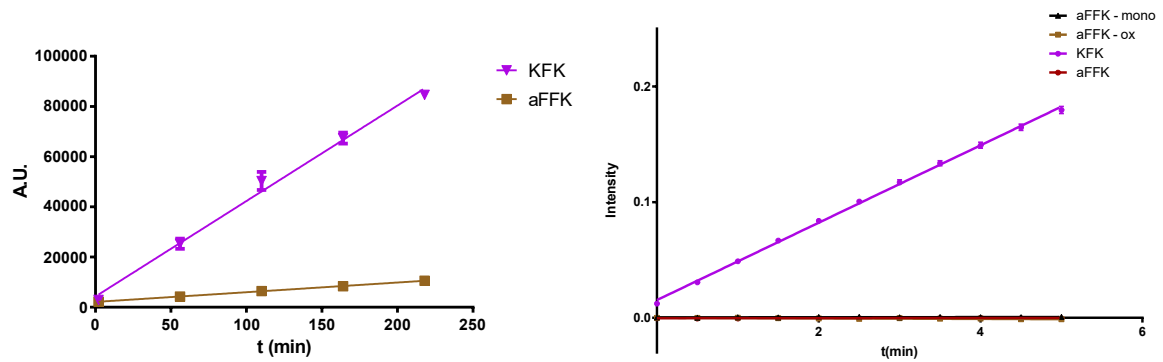 100000
80000
60000
40000
20000
0
A.U.
0 50 100 150 200 250
t (min)
KFK
aFFK
0.2
0.1
0.0
Intensity
2 4 6
t(min)
aFFK - mono
aFFK - ox
KFK
aFFK